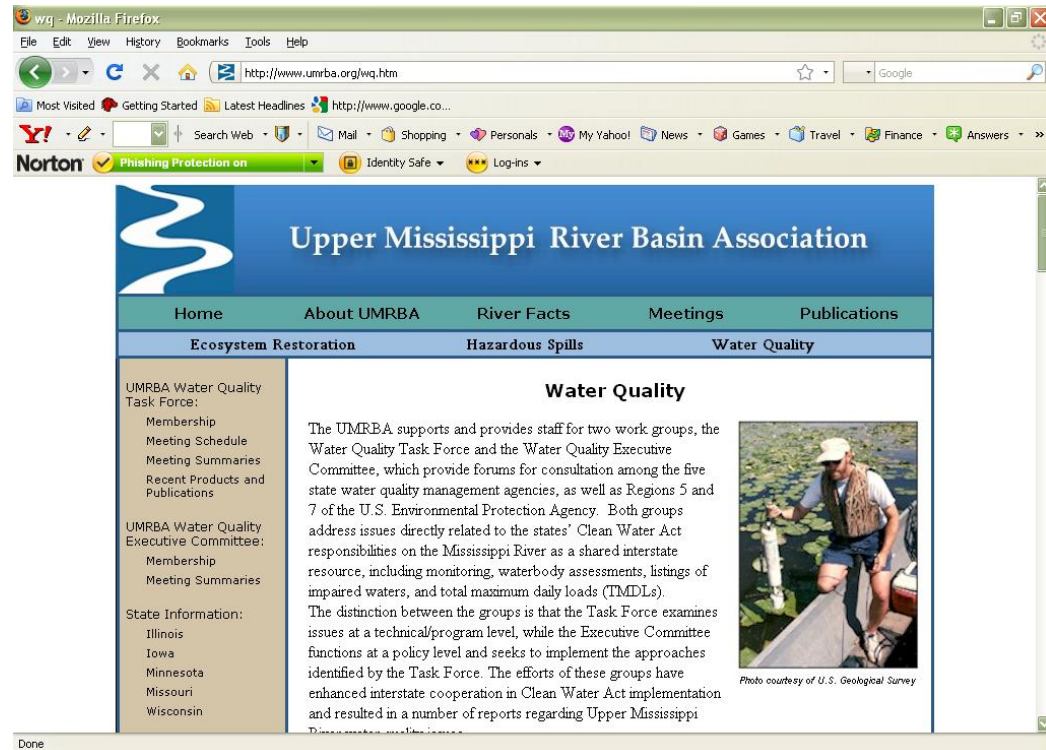 wq - Mozilla Firefox
File Edit View History Bookmarks Tools Help
http://www.umrba.org/wq.htm
Google
Most Visited Getting Started Latest Headlines http://www.google.co...
Y! Search Web Mail Shopping Personals My Yahoo! News Games Travel Finance Answers »
Norton Phishing Protection on Identity Safe Log-ins
Upper Mississippi River Basin Association
Home About UMRBA River Facts Meetings Publications
Ecosystem Restoration Hazardous Spills Water Quality
UMRBA Water Quality
Task Force:
Membership
Meeting Schedule
Meeting Summaries
Recent Products and
Publications
UMRBA Water Quality
Executive Committee:
Membership
Meeting Summaries
State Information:
Illinois
Iowa
Minnesota
Missouri
Wisconsin
Water Quality
The UMRBA supports and provides staff for two work groups, the
Water Quality Task Force and the Water Quality Executive
Committee, which provide forums for consultation among the five
state water quality management agencies, as well as Regions 5 and
7 of the U.S. Environmental Protection Agency. Both groups
address issues directly related to the states' Clean Water Act
responsibilities on the Mississippi River as a shared interstate
resource, including monitoring, waterbody assessments, listings of
impaired waters, and total maximum daily loads (TMDLs).
The distinction between the groups is that the Task Force examines
issues at a technical/program level, while the Executive Committee
functions at a policy level and seeks to implement the approaches
identified by the Task Force. The efforts of these groups have
enhanced interstate cooperation in Clean Water Act implementation
and resulted in a number of reports regarding Upper Mississippi
River water quality issues.
Photo courtesy of U.S. Geological Survey
Done